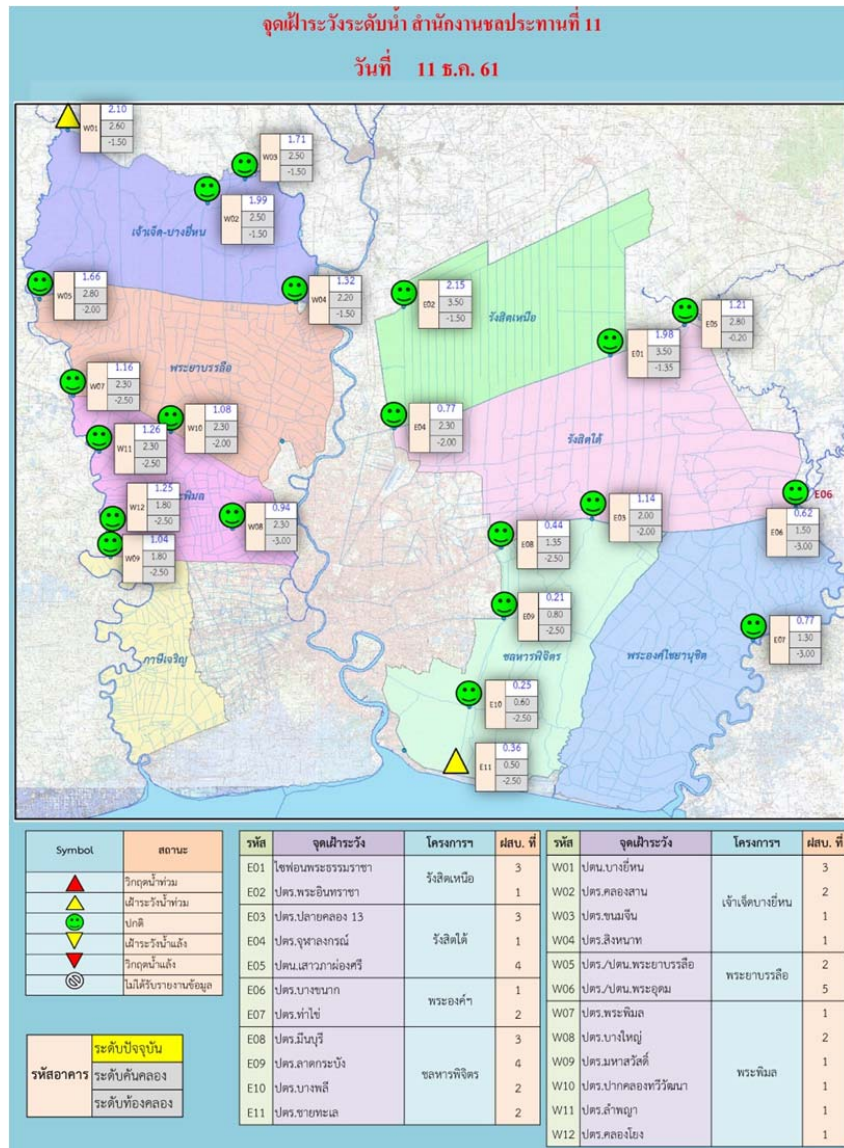 จุดเฝ้าระวังระดับน้ำ สำนักงานชลประทานที่ 11
วันที่ 11 ธ.ค. 61
W01 2.10 2.60 -1.50
W03 1.71 2.50 -1.50
W02 1.99 2.50 -1.50
เจ้าเจ็ด-บางยี่หน
W05 1.66 2.80 -2.00
W04 1.32 2.20 -1.50
E02 2.15 3.50 -1.50
รังสิตเหนือ
E05 1.21 2.80 -0.20
E01 1.98 3.50 -1.35
พระยาบรรลือ
W07 1.16 2.30 -2.50
W10 1.08 2.30 -2.00
E04 0.77 2.30 -2.00
รังสิตใต้
W11 1.26 2.30 -2.50
W12 1.25 1.80 -2.50
ะพิมล
W08 0.94 2.30 -3.00
E03 1.14 2.00 -2.00
E06
E06 0.62 1.50 -3.00
W09 1.04 1.80 -2.50
E08 0.44 1.35 -2.50
E09 0.21 0.80 -2.50
E07 0.77 1.30 -3.00
ภาษีเจริญ
ชลหารพิจิตร
พระองค์ไชยานุชิต
E10 0.25 0.60 -2.50
E11 0.36 0.50 -2.50
Symbol สถานะ
วิกฤตน้ำท่วม
เฝ้าระวังน้ำท่วม
ปกติ
เฝ้าระวังน้ำแล้ง
วิกฤตน้ำแล้ง
ไม่ได้รับรายงานข้อมูล
รหัสอาคาร
ระดับปัจจุบัน
ระดับคันคลอง
ระดับท้องคลอง
รหัส จุดเฝ้าระวัง โครงการฯ ฝสบ. ที่
E01 ไซฟอนพระธรรมราชา รังสิตเหนือ 3
E02 ปตร.พระอินทราชา 1
E03 ปตร.ปลายคลอง 13 รังสิตใต้ 3
E04 ปตร.จุฬาลงกรณ์ 1
E05 ปตน.เสาวภาผ่องศรี 4
E06 ปตร.บางขนาก พระองค์ฯ 1
E07 ปตร.ท่าไข่ 2
E08 ปตร.มีนบุรี ชลหารพิจิตร 3
E09 ปตร.ลาดกระบัง 4
E10 ปตร.บางพลี 2
E11 ปตร.ชายทะเล 2
รหัส จุดเฝ้าระวัง โครงการฯ ฝสบ. ที่
W01 ปตน.บางยี่หน เจ้าเจ็ดบางยี่หน 3
W02 ปตร.คลองสาน 2
W03 ปตร.ขนมจีน 1
W04 ปตร.สิงหนาท 1
W05 ปตร./ปตน.พระยาบรรลือ พระยาบรรลือ 2
W06 ปตร./ปตน.พระอุดม 5
W07 ปตร.พระพิมล พระพิมล 1
W08 ปตร.บางใหญ่ 2
W09 ปตร.มหาสวัสดิ์ 1
W10 ปตร.ปากคลองทวีวัฒนา 1
W11 ปตร.ลำพญา 1
W12 ปตร.คลองโยง 1